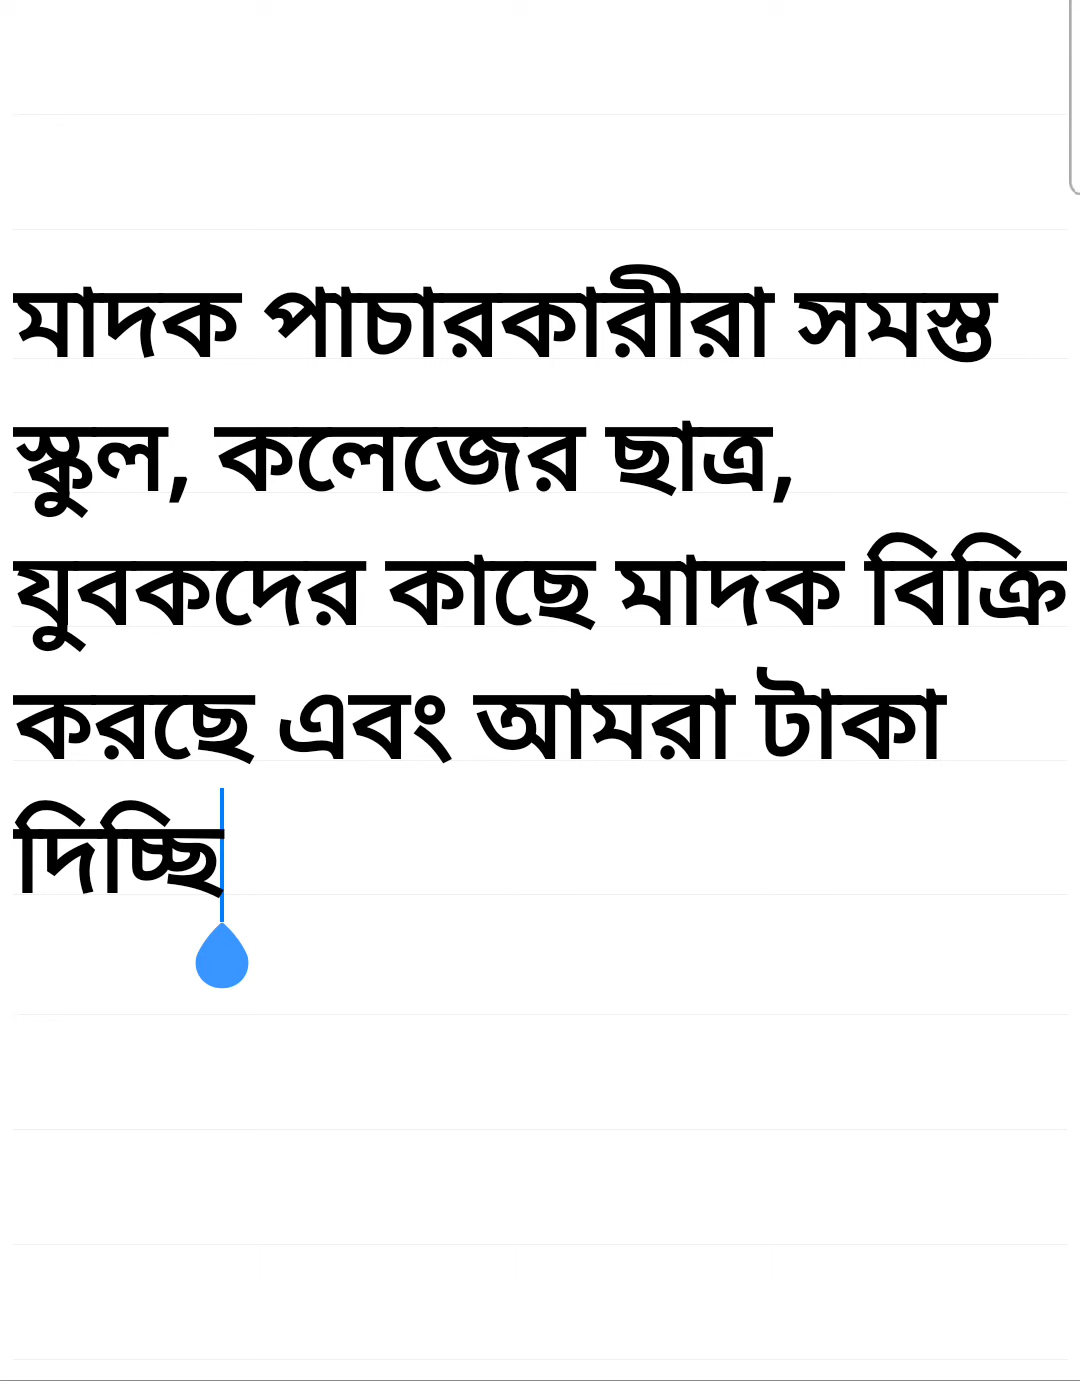 মাদক পাচারকারীরা সমস্ত
স্কুল, কলেজের ছাত্র,
যুবকদের কাছে মাদক বিক্রি
করছে এবং আমরা টাকা
দিচ্ছি